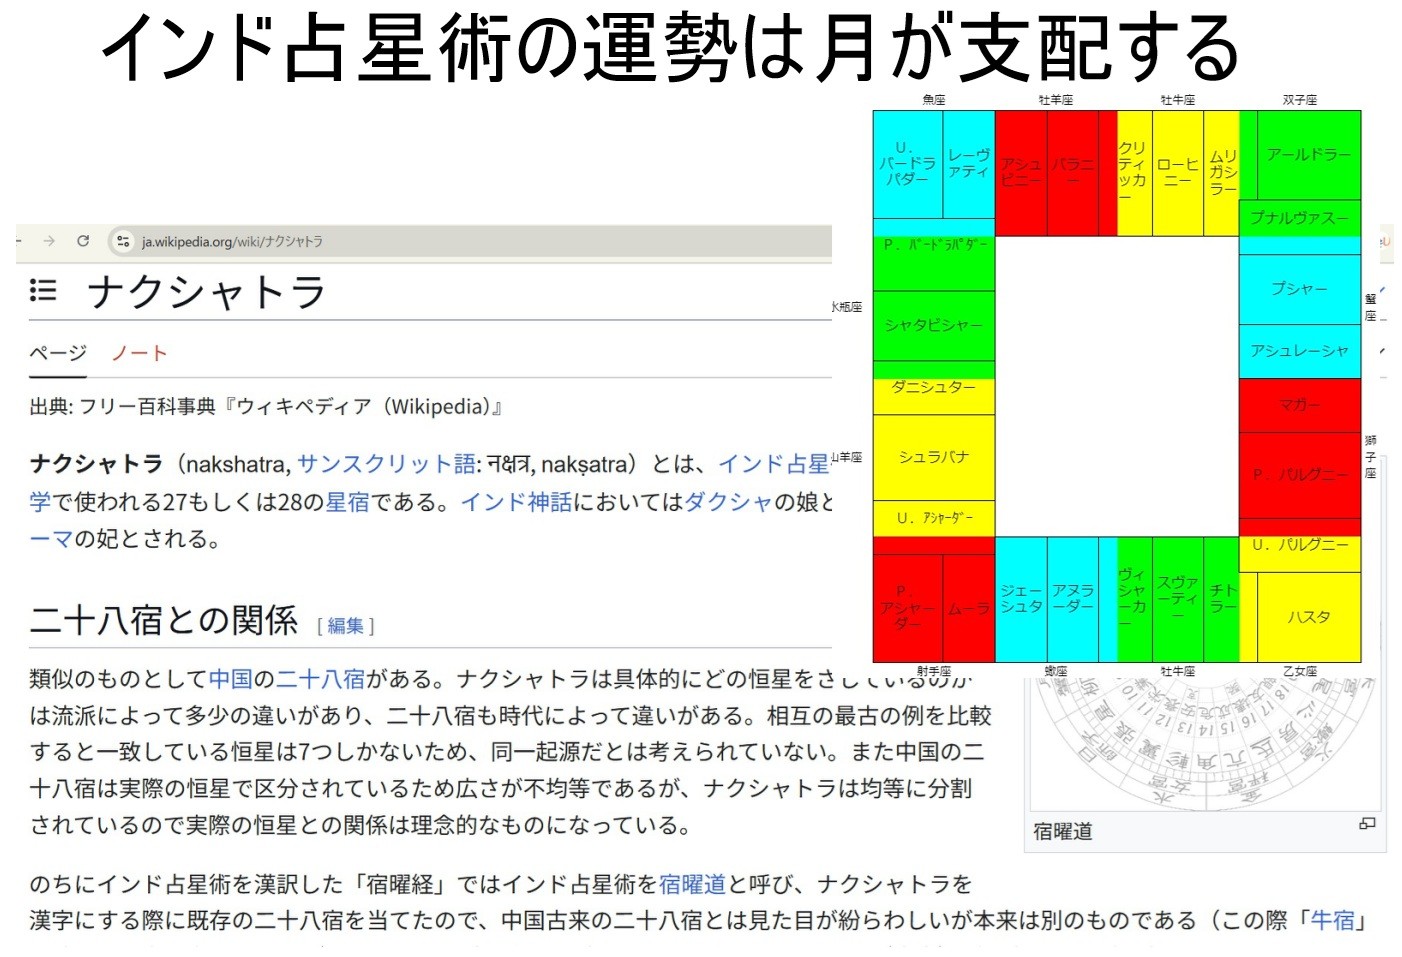 インド占星術の運勢は月が支配する
魚座
牡羊座
牡牛座
双子座
U.
バードラ
パダー
レーヴ
ァティ
アシュ
ビニー
バラニ
ー
クリ
ティ
ッカ
ー
ローヒ
ニー
ムリ
ガシ
ラー
アールドラー
プナルヴァスー
P. ﾊﾞｰﾄﾞﾗﾊﾟﾀﾞｰ
プシャー
蟹
座
水瓶座
シャタビシャー
アシュレーシャ
ダニシュター
マガー
山羊座
シュラバナ
獅
子
座
P. パルグニー
U. ｱｼｬｰﾀﾞｰ
U. パルグニー
P.
アシャー
ダー
ムーラ
ジェー
シュタ
アヌラ
ーダー
ヴィ
シャ
ーカ
ー
スヴァ
ーティ
ー
チト
ラー
ハスタ
射手座
蠍座
牡牛座
乙女座
ja.wikipedia.org/wiki/ナクシャトラ
ナクシャトラ
ページ ノート
出典: フリー百科事典『ウィキペディア（Wikipedia）』
ナクシャトラ（nakshatra, サンスクリット語: नक्षत्र, nakṣatra）とは、インド占星
学で使われる27もしくは28の星宿である。インド神話においてはダクシャの娘と
ーマの妃とされる。
二十八宿との関係 [ 編集 ]
類似のものとして中国の二十八宿がある。ナクシャトラは具体的にどの恒星をさしているのか
は流派によって多少の違いがあり、二十八宿も時代によって違いがある。相互の最古の例を比較
すると一致している恒星は7つしかないため、同一起源だとは考えられていない。また中国の二
十八宿は実際の恒星で区分されているため広さが不均等であるが、ナクシャトラは均等に分割
されているので実際の恒星との関係は理念的なものになっている。
宿曜道
のちにインド占星術を漢訳した「宿曜経」ではインド占星術を宿曜道と呼び、ナクシャトラを
漢字にする際に既存の二十八宿を当てたので、中国古来の二十八宿とは見た目が紛らわしいが本来は別のものである（この際「牛宿」